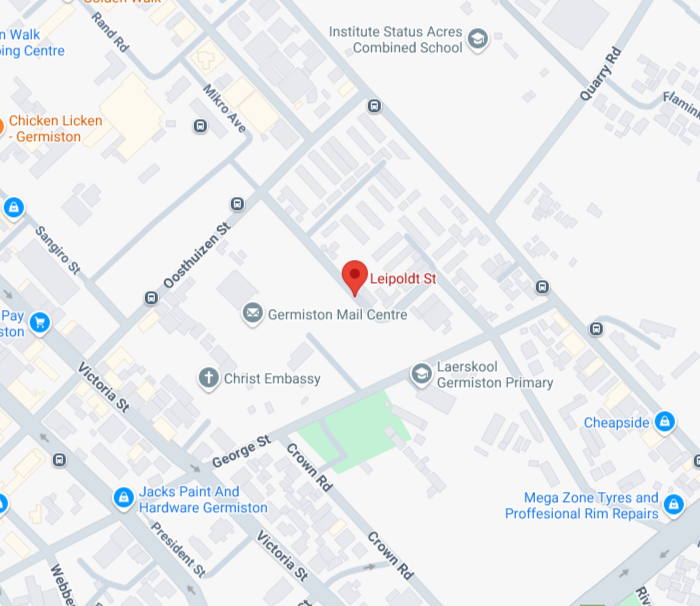 Golden Walk
Rand Rd
n Walk
ping Centre
Institute Status Acres
Combined School
Quarry Rd
Flamink
Mikro Ave
Chicken Licken
- Germiston
Sangiro St
Oosthuizen St
Leipoldt St
Germiston Mail Centre
Pay
ston
Christ Embassy
Laerskool
Germiston Primary
Victoria St
Cheapside
George St
Crown Rd
Jacks Paint And
Hardware Germiston
Mega Zone Tyres and
Proffesional Rim Repairs
President St
Victoria St
Crown Rd
Webbe
Riv